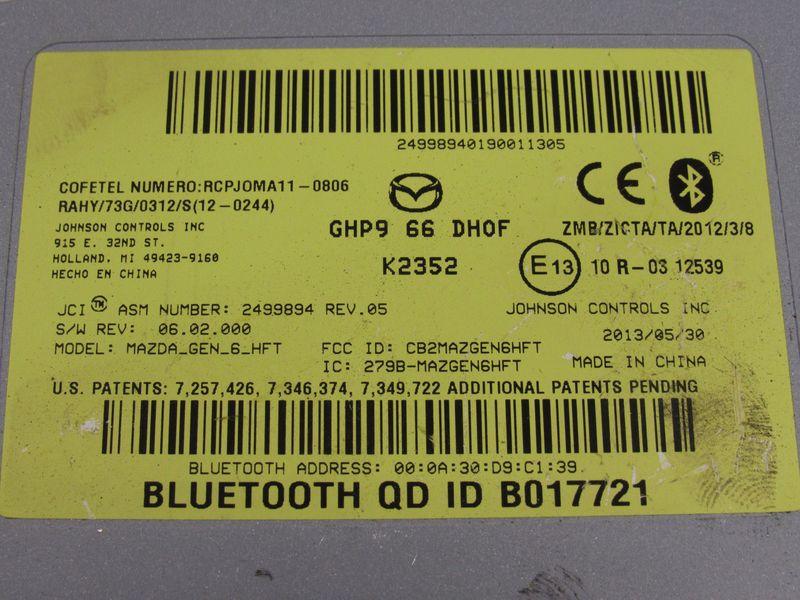 24998940190011305
COFETEL NUMERO:RCPJOMA11-0806
RAHY/73G/0312/S(12-0244)
JOHNSON CONTROLS INC
915 E. 32ND ST.
HOLLAND, MI 49423-9160
HECHO EN CHINA
GHP9 66 DH0F
K2352
CE ®
ZMB/ZICTA/TA/2012/3/8
E13 10 R-03 12539
JCI™ ASM NUMBER: 2499894 REV.05
S/W REV: 06.02.000
MODEL: MAZDA_GEN_6_HFT
FCC ID: CB2MAZGEN6HFT
IC: 279B-MAZGEN6HFT
JOHNSON CONTROLS INC
2013/05/30
MADE IN CHINA
U.S. PATENTS: 7,257,426, 7,346,374, 7,349,722 ADDITIONAL PATENTS PENDING
BLUETOOTH ADDRESS: 00:0A:30:D9:C1:39
BLUETOOTH QD ID B017721